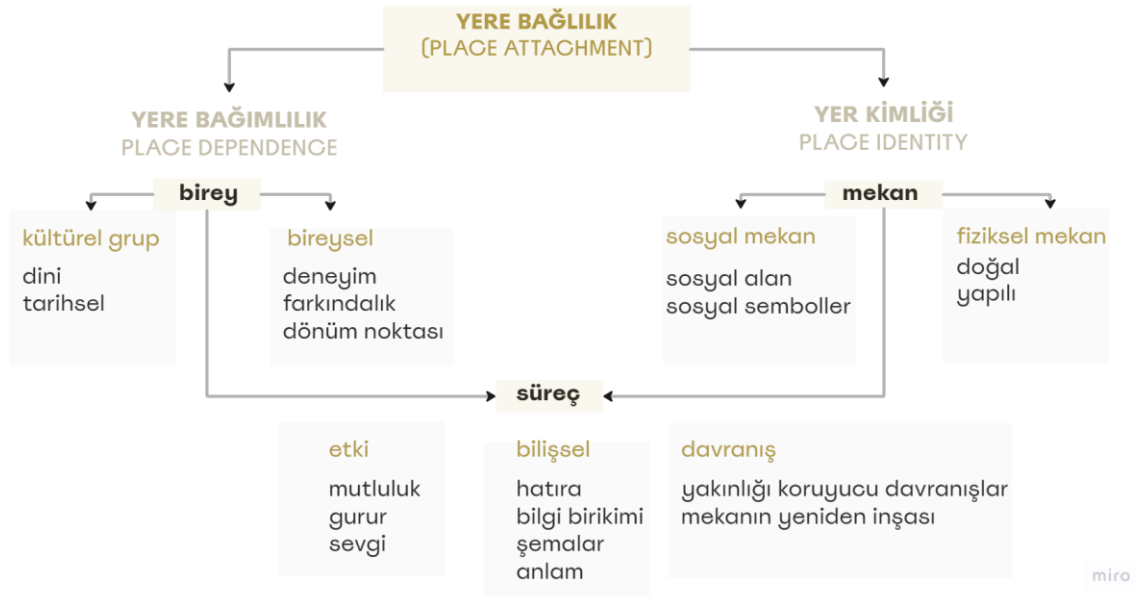 YERE BAĞLILIK
(PLACE ATTACHMENT)
YERE BAĞIMLILIK
PLACE DEPENDENCE
YER KİMLİĞİ
PLACE IDENTITY
birey
mekan
kültürel grup
dini
tarihsel
bireysel
deneyim
farkındalık
dönüm noktası
sosyal mekan
sosyal alan
sosyal semboller
fiziksel mekan
doğal
yapılı
süreç
etki
mutluluk
gurur
sevgi
bilişsel
hatıra
bilgi birikimi
şemalar
anlam
davranış
yakınlığı koruyucu davranışlar
mekanın yeniden inşası
miro